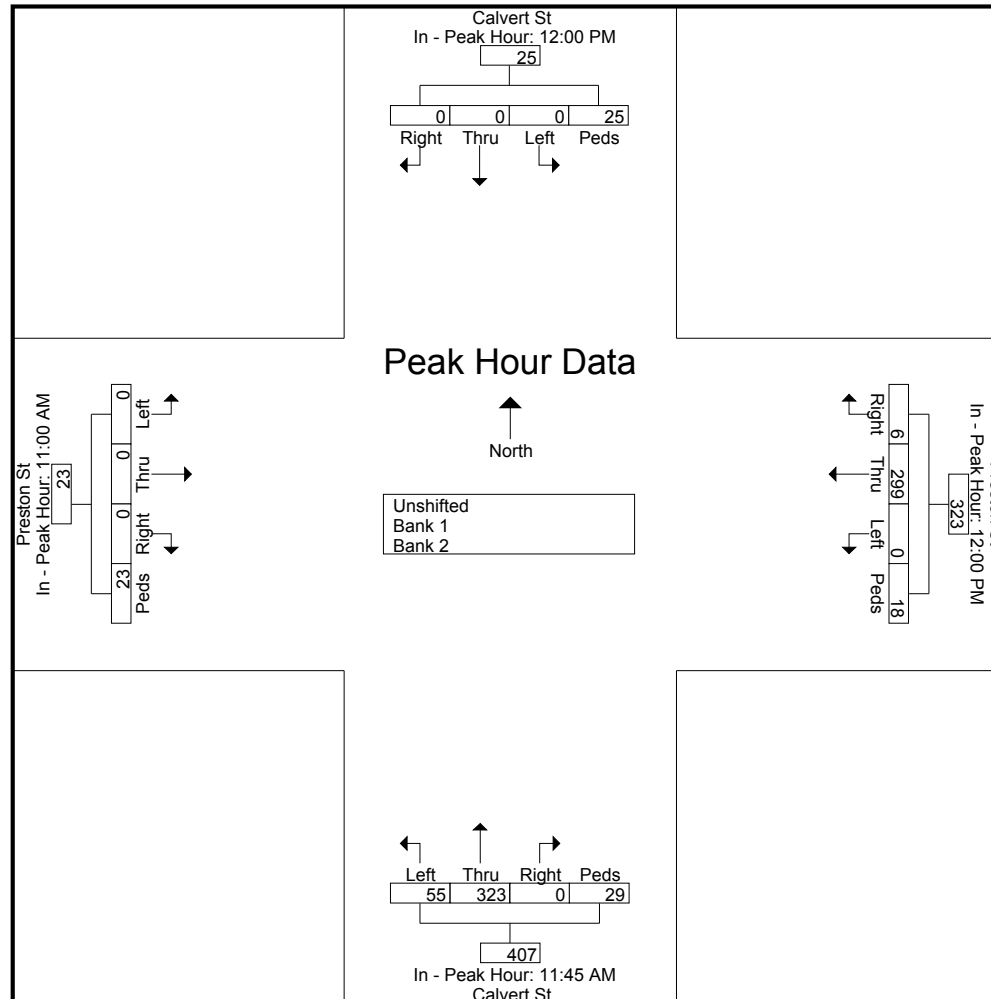 Calvert St
In - Peak Hour: 12:00 PM
25
0 0 0 25
Right Thru Left Peds
Peak Hour Data
North
Unshifted
Bank 1
Bank 2
Preston St
In - Peak Hour: 11:00 AM
23
0 0 0 23
Left Thru Right Peds
In - Peak Hour: 12:00 PM
323
6 299 0 18
Right Thru Left Peds
Left Thru Right Peds
55 323 0 29
407
In - Peak Hour: 11:45 AM
Calvert St